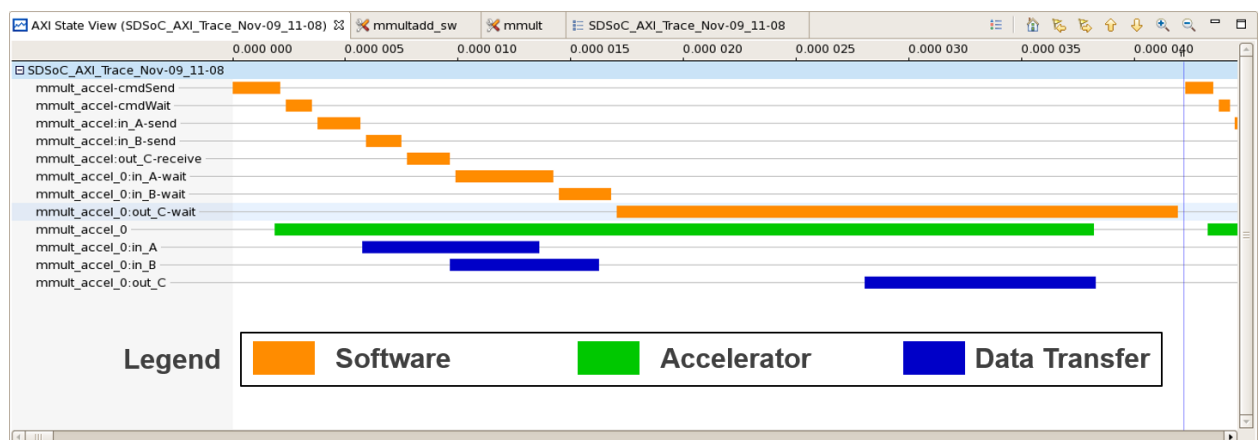 AXI State View (SDSoC_AXI_Trace_Nov-09_11-08) mmultadd_sw mmult SDSoC_AXI_Trace_Nov-09_11-08
0.000 000 0.000 005 0.000 010 0.000 015 0.000 020 0.000 025 0.000 030 0.000 035 0.000 040
SDSoC_AXI_Trace_Nov-09_11-08
mmult_accel-cmdSend
mmult_accel-cmdWait
mmult_accel:in_A-send
mmult_accel:in_B-send
mmult_accel:out_C-receive
mmult_accel_0:in_A-wait
mmult_accel_0:in_B-wait
mmult_accel_0:out_C-wait
mmult_accel_0
mmult_accel_0:in_A
mmult_accel_0:in_B
mmult_accel_0:out_C
Legend Software Accelerator Data Transfer